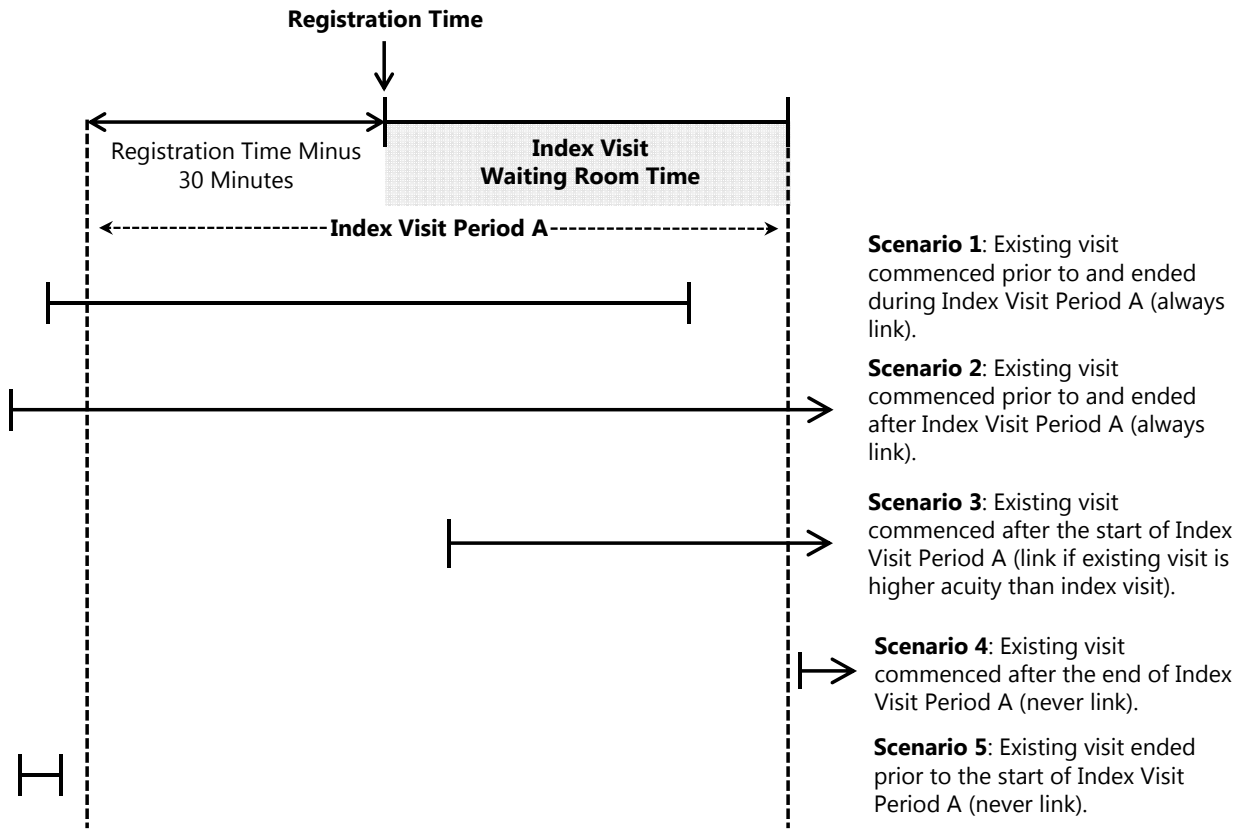 Registration Time
Registration Time Minus
30 Minutes
Index Visit
Waiting Room Time
Index Visit Period A
Scenario 1: Existing visit
commenced prior to and ended
during Index Visit Period A (always
link).
Scenario 2: Existing visit
commenced prior to and ended
after Index Visit Period A (always
link).
Scenario 3: Existing visit
commenced after the start of Index
Visit Period A (link if existing visit is
higher acuity than index visit).
Scenario 4: Existing visit
commenced after the end of Index
Visit Period A (never link).
Scenario 5: Existing visit ended
prior to the start of Index Visit
Period A (never link).